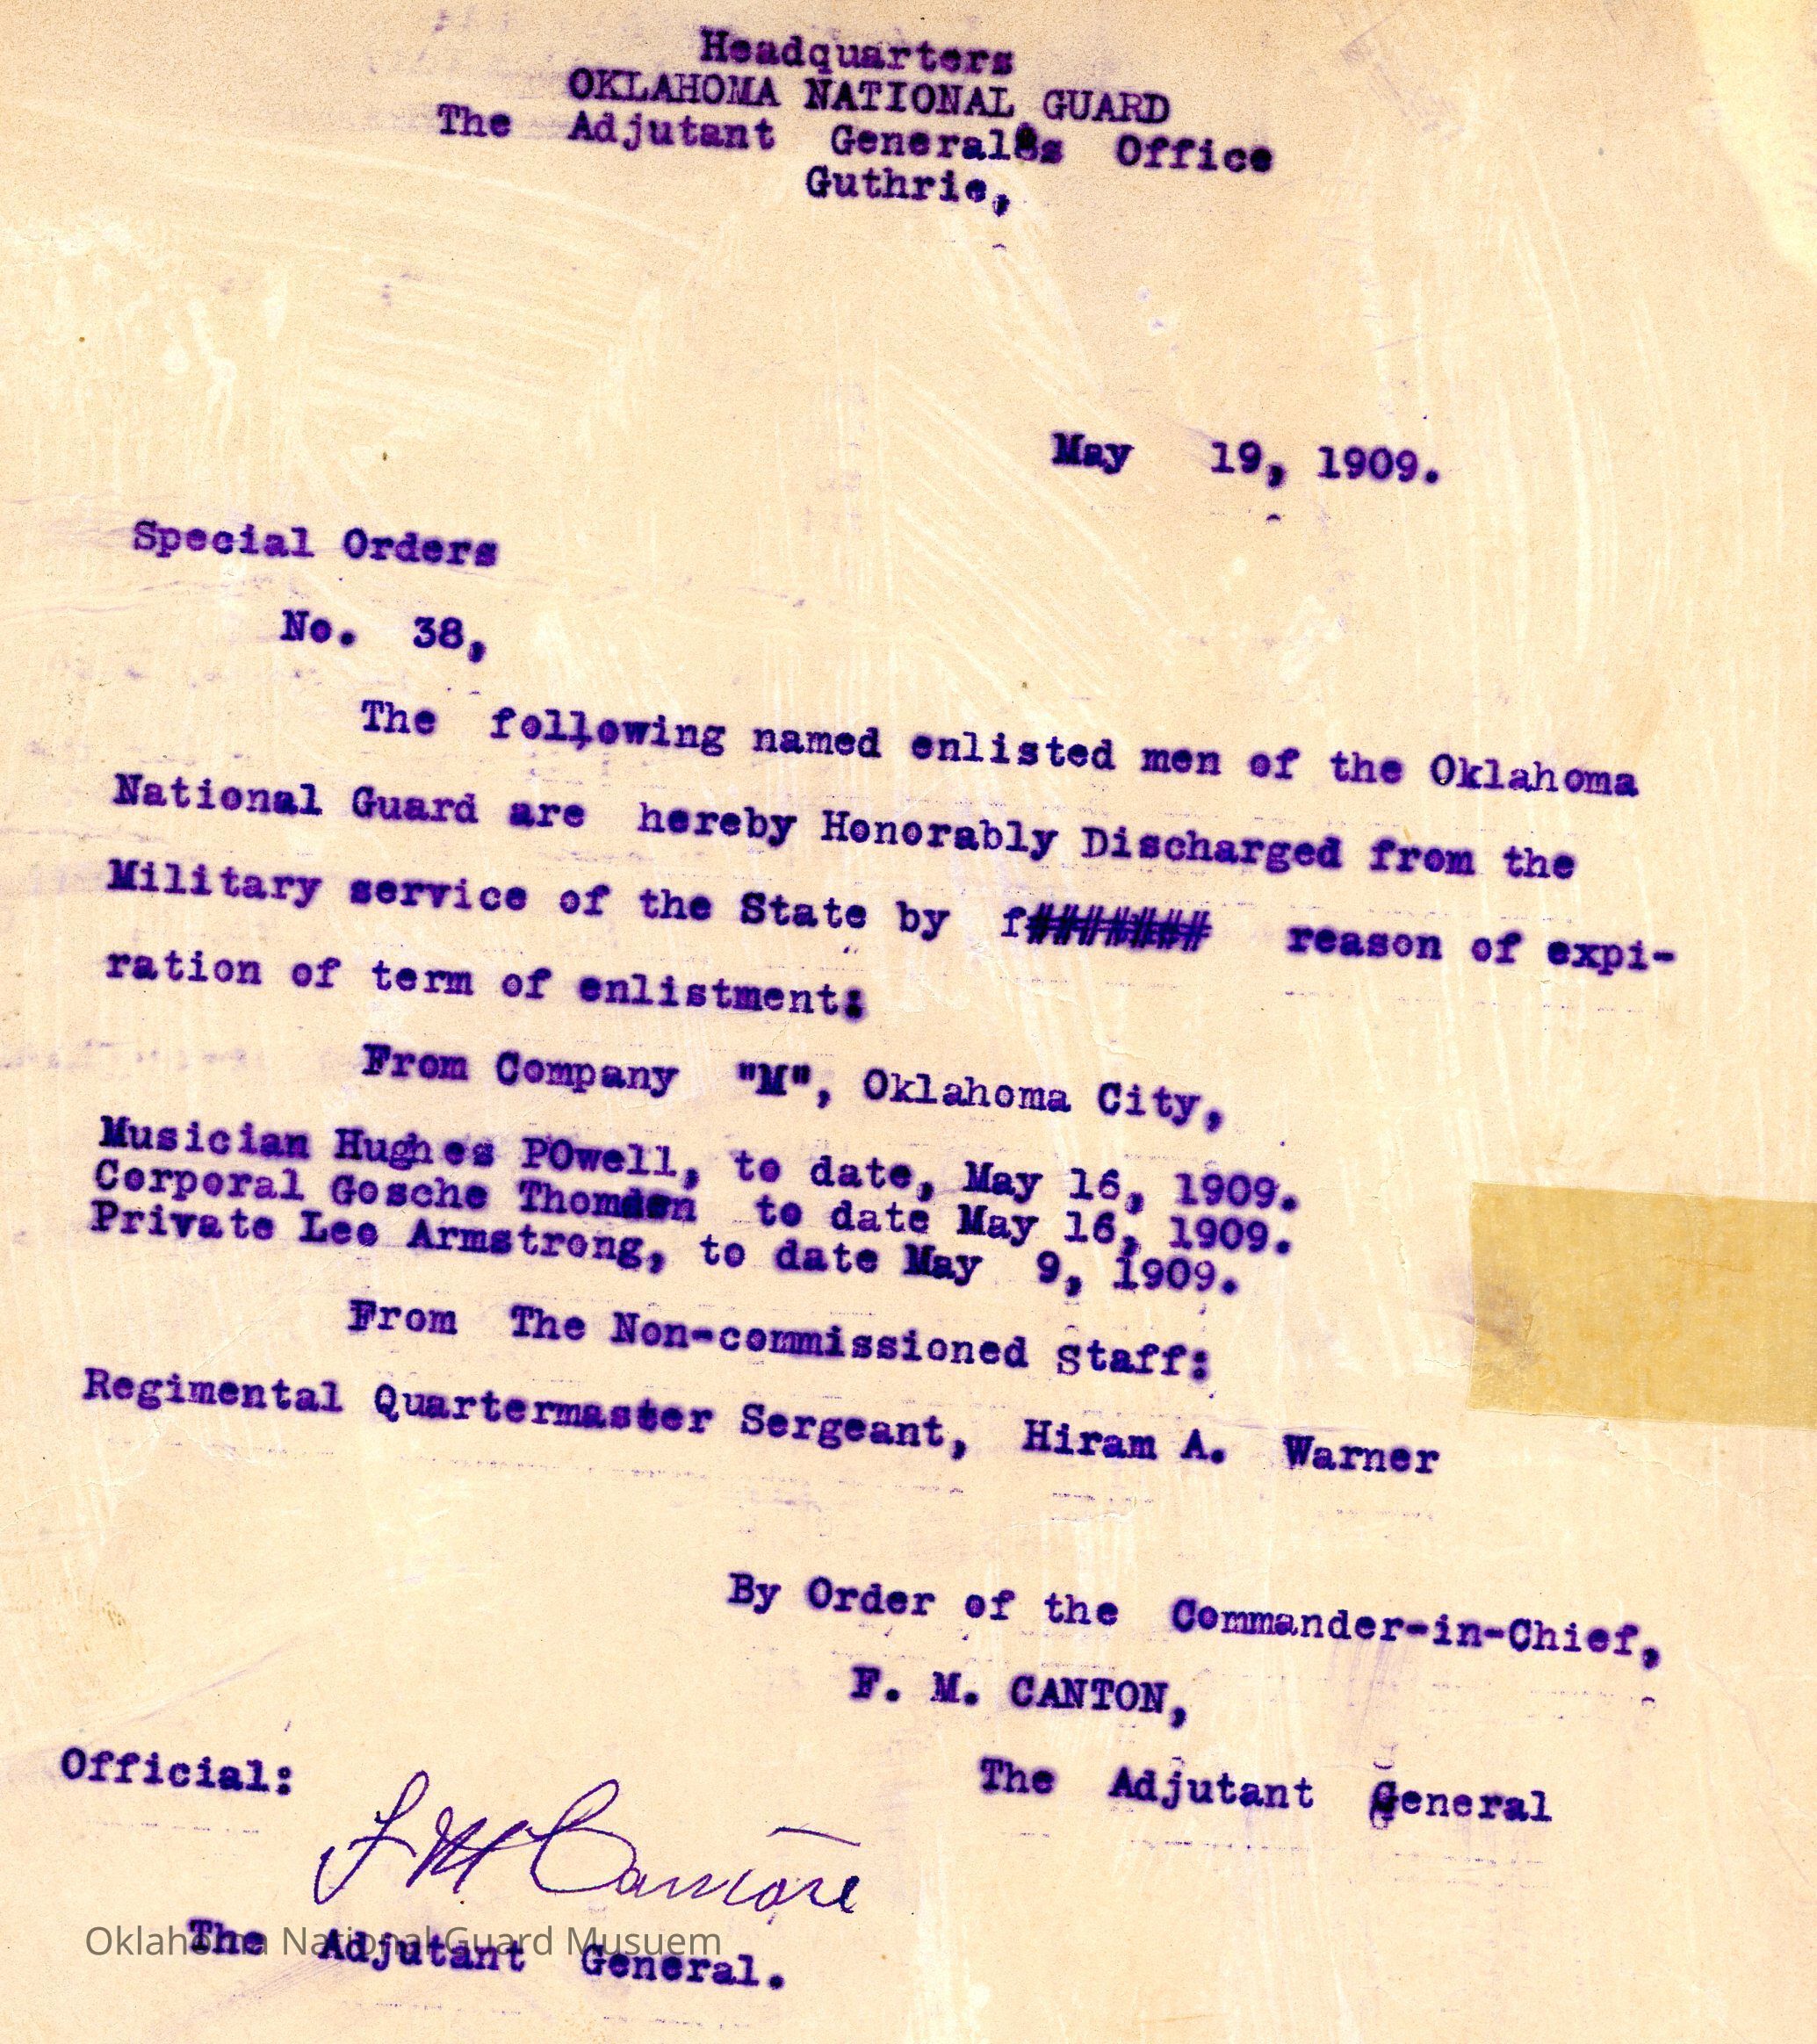 Headquarters
OKLAHOMA NATIONAL GUARD
The Adjutant General's Office
Guthrie,
May 19, 1909.
Special Orders
No. 38,
The following named enlisted men of the Oklahoma
National Guard are hereby Honorably Discharged from the
Military service of the State by f####### reason of expi-
ration of term of enlistment:
From Company "M", Oklahoma City,
Musician Hughes POwell, to date, May 16, 1909.
Corporal Gosche to date May 16, 1909.
Private Leo Armstrong, to date May 9, 1909.
From The Non-commissioned Staff:
Regimental Quartermaster Sergeant, Hiram A. Warner
By Order of the Commander-in-Chief,
F. M. CANTON,
The Adjutant General
Official:
F M Canton
The Adjutant General.
Oklahoma National Guard Musuem